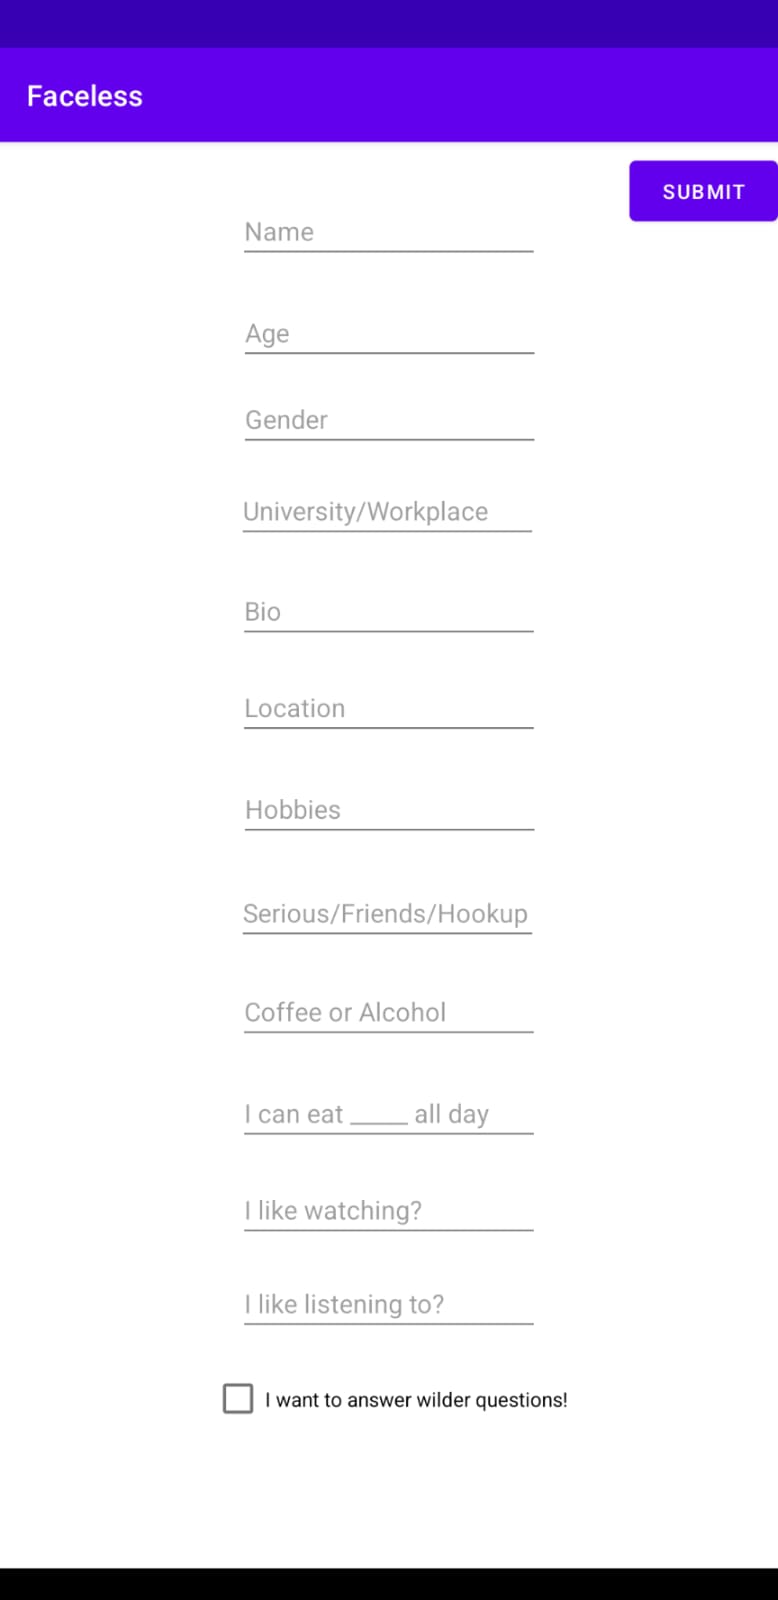 Faceless
SUBMIT
Name
Age
Gender
University/Workplace
Bio
Location
Hobbies
Serious/Friends/Hookup
Coffee or Alcohol
I can eat _____ all day
I like watching?
I like listening to?
I want to answer wilder questions!